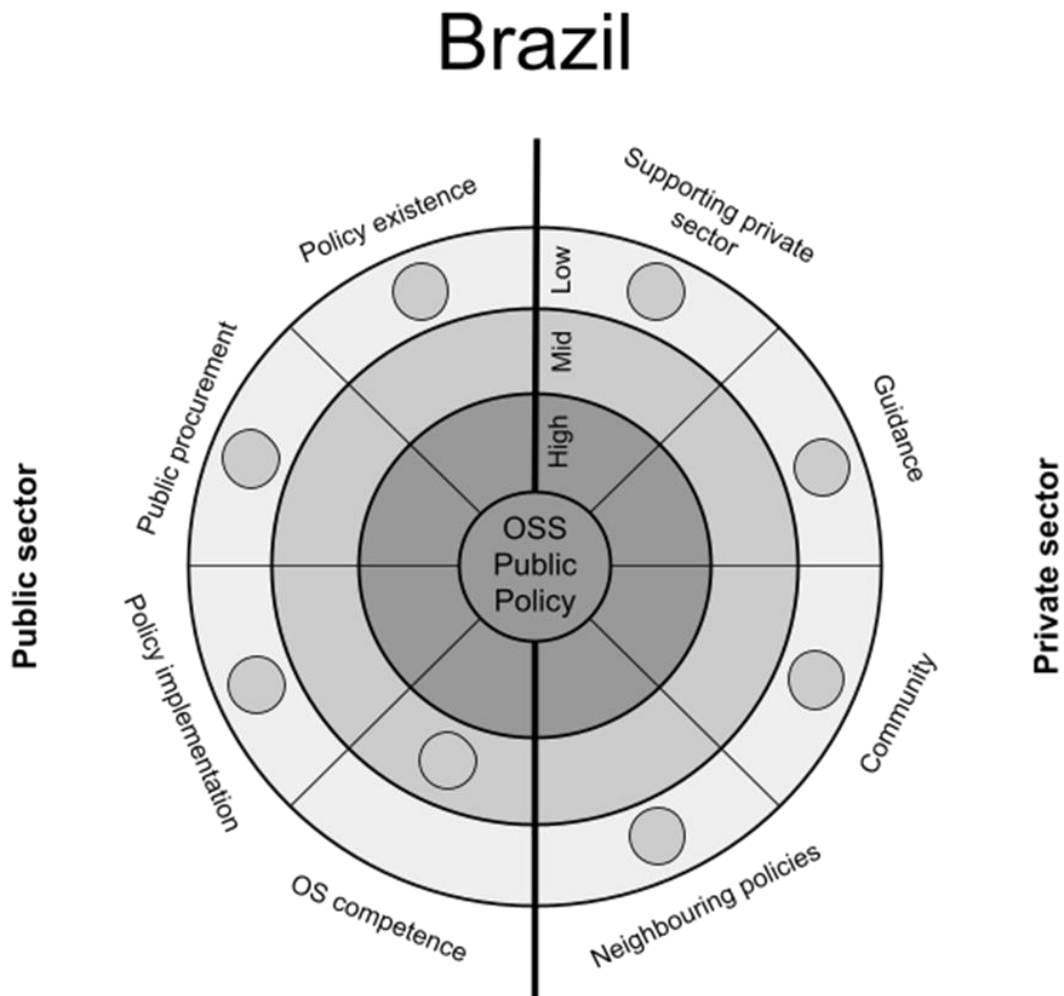 Brazil
Policy existence
Supporting private
sector
Low
Mid
High
Public procurement
Guidance
Public sector
Private sector
OSS
Public
Policy
Policy implementation
Community
OS competence
Neighbouring policies